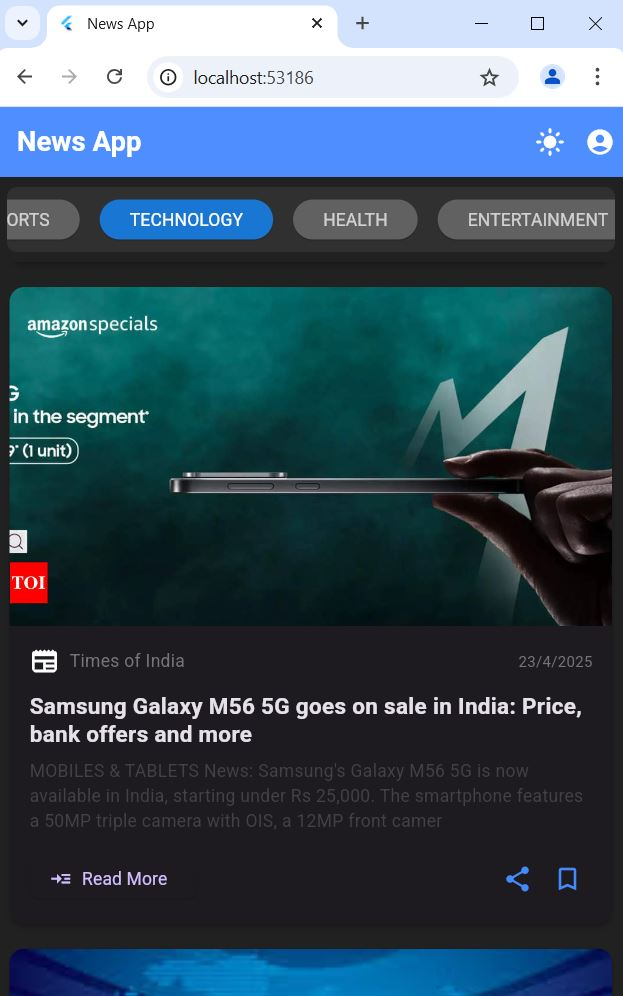 News App
localhost:53186
News App
ORTS
TECHNOLOGY
HEALTH
ENTERTAINMENT
amazonspecials
G
in the segment*
9* (1 unit)
TOI
Times of India
23/4/2025
Samsung Galaxy M56 5G goes on sale in India: Price,
bank offers and more
MOBILES & TABLETS News: Samsung's Galaxy M56 5G is now
available in India, starting under Rs 25,000. The smartphone features
a 50MP triple camera with OIS, a 12MP front camer
Read More